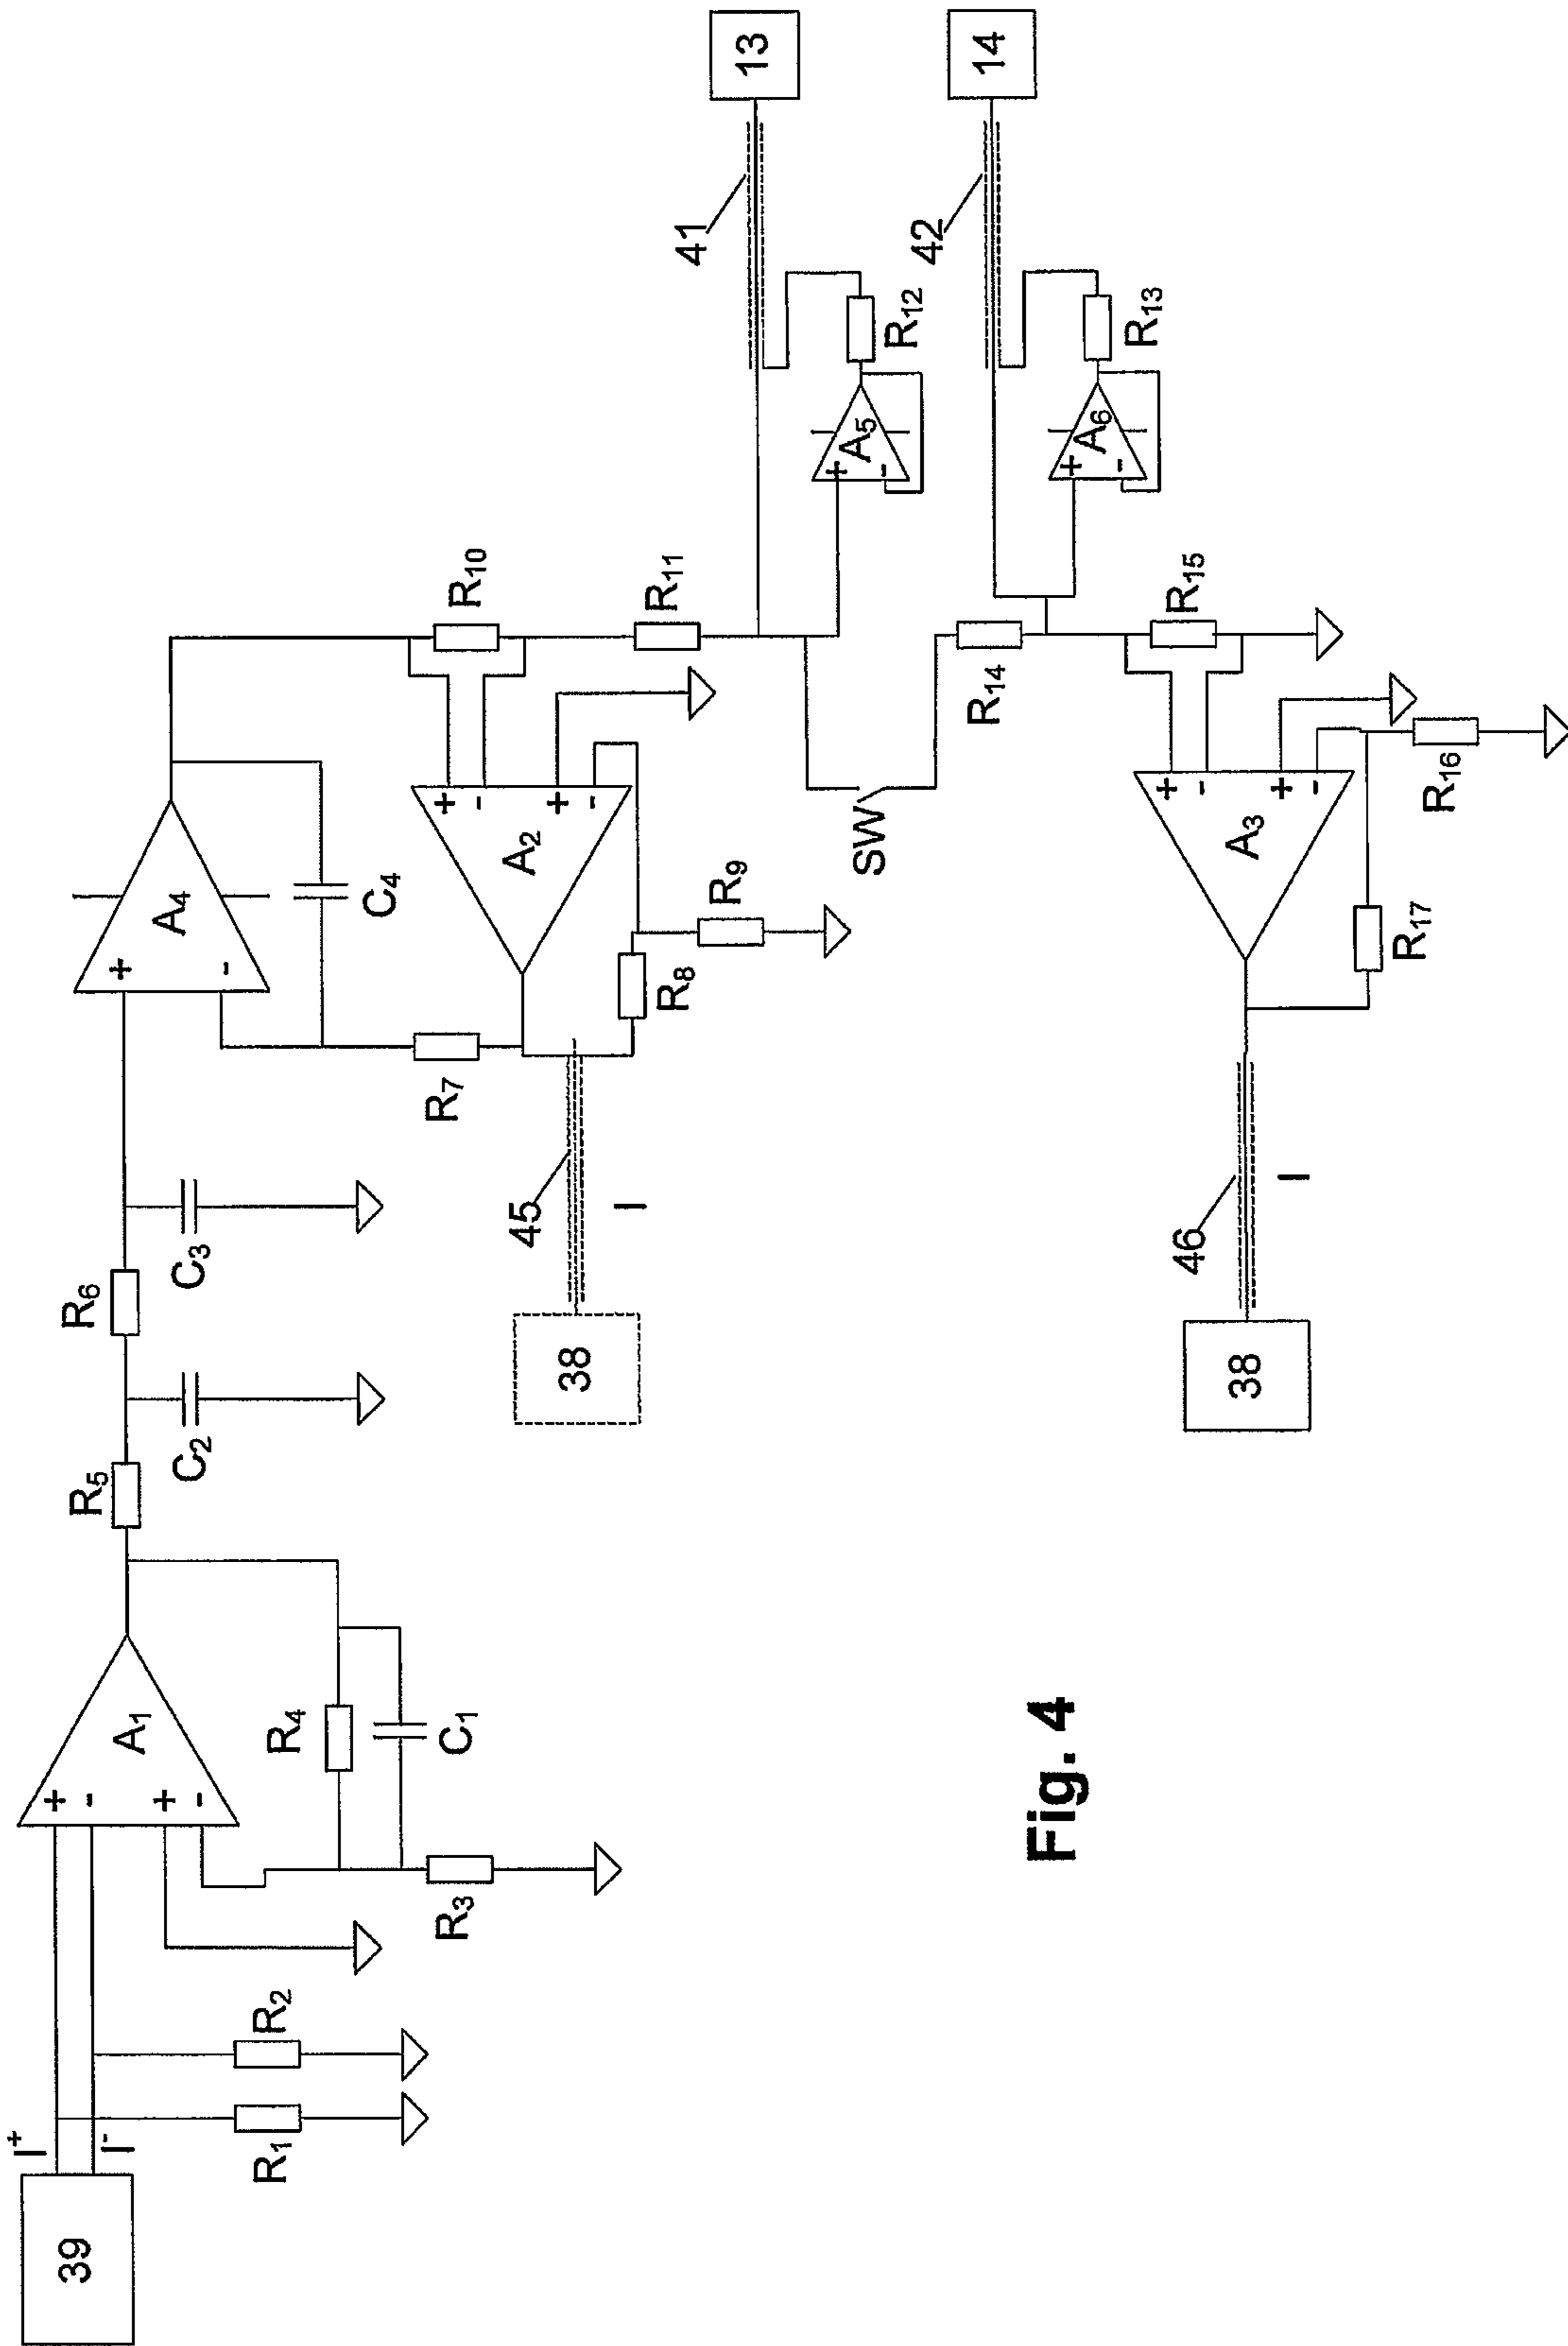 39
I+
I-
R1
R2
+
-
+
-
A1
R3
R4
C1
R5
C2
R6
C3
+
-
A4
C4
R7
38
45
I
R8
R9
A2
+
-
+
-
R10
R11
41
13
+
-
A5
R12
SW
42
14
+
-
A6
R13
R14
R15
+
-
+
-
A3
R16
R17
46
I
38
Fig. 4